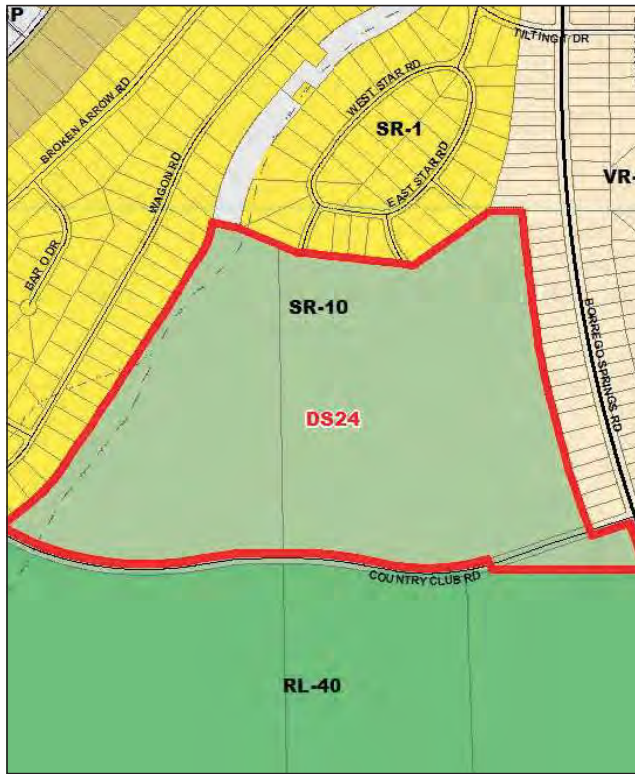 P
TILTING T DR
BROKEN ARROW RD
WEST STAR RD
SR-1
WAGON RD
EAST STAR RD
VR-
BAR O DR
SR-10
BORREGO SPRINGS RD
DS24
COUNTRY CLUB RD
RL-40